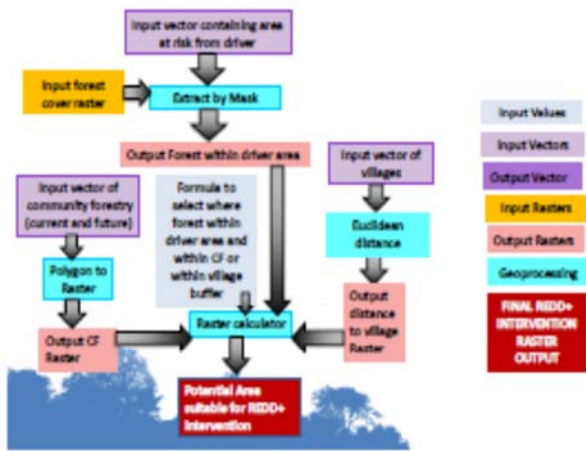 Input vector containing area
at risk from driver
Input forest
cover raster
Extract by Mask
Output Forest within driver area
Input vector of
villages
Input vector of
community forestry
(current and future)
Formula to
select where
forest within
driver area and
within CF or
within village
buffer
Euclidean
distance
Polygon to
Raster
Output CF
Raster
Raster calculator
Output
distance
to village
Raster
Potential Area
suitable for REDD+
Intervention
Input Values
Input Vectors
Output Vector
Input Rasters
Output Rasters
Geoprocessing
FINAL REDD+
INTERVENTION
RASTER
OUTPUT